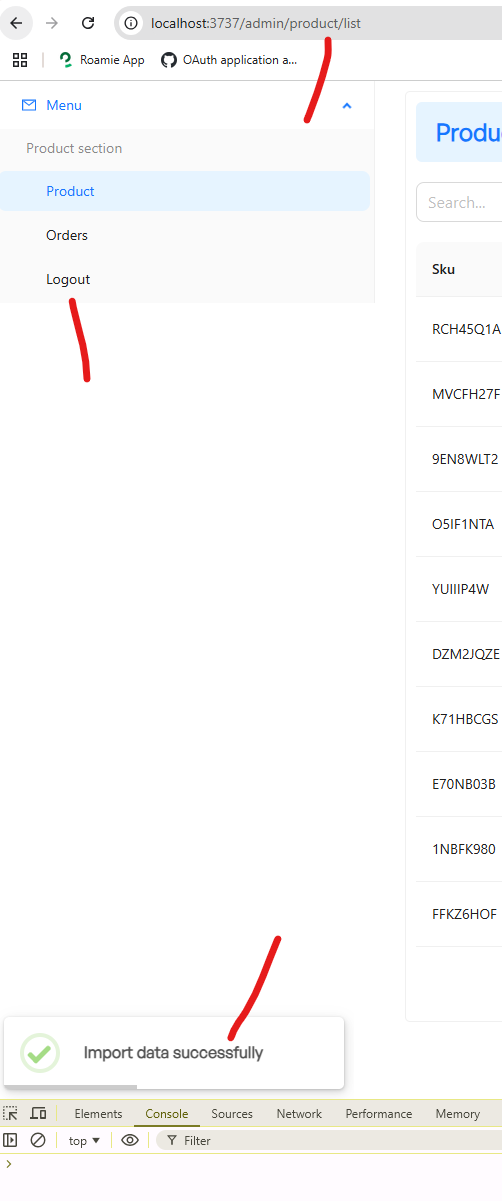 localhost:3737/admin/product/list
Roamie App
OAuth application a...
Menu
Product section
Product
Orders
Logout
Produ
Search...
Sku
RCH45Q1A
MVCFH27F
9EN8WLT2
O5IF1NTA
YUIIIP4W
DZM2JQZE
K71HBCGS
E70NB03B
1NBFK980
FFKZ6HOF
Import data successfully
Elements Console Sources Network Performance Memory
top Filter